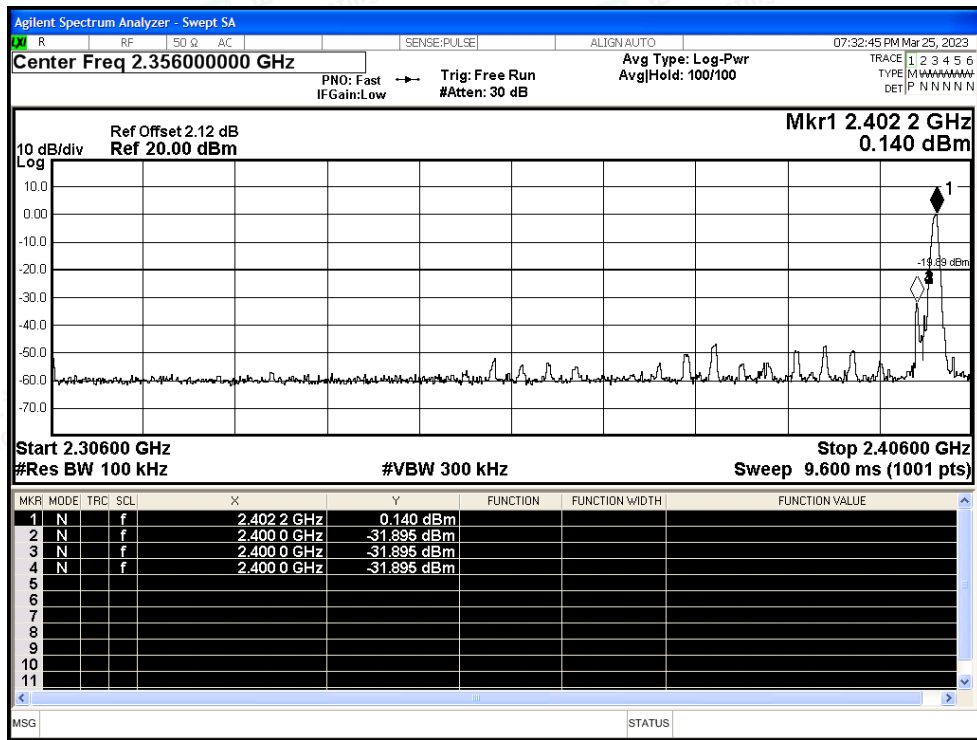 Agilent Spectrum Analyzer - Swept SA
LXI R RF 50 Ω AC SENSE:PULSE ALIGN AUTO 07:32:45 PM Mar 25, 2023
Center Freq 2.356000000 GHz
PNO: Fast
IFGain:Low
Trig: Free Run
#Atten: 30 dB
Avg Type: Log-Pwr
Avg|Hold: 100/100
TRACE 1 2 3 4 5 6
TYPE M WWWWW
DET P N N N N N
Mkr1 2.402 2 GHz
0.140 dBm
Ref Offset 2.12 dB
10 dB/div Ref 20.00 dBm
Log
10.0
0.00
-10.0
-20.0
-30.0
-40.0
-50.0
-60.0
-70.0
1
-19.89 dBm
Start 2.30600 GHz Stop 2.40600 GHz
#Res BW 100 kHz #VBW 300 kHz Sweep 9.600 ms (1001 pts)
MKR MODE TRC SCL X Y FUNCTION FUNCTION WIDTH FUNCTION VALUE
1 N f 2.402 2 GHz 0.140 dBm
2 N f 2.400 0 GHz -31.895 dBm
3 N f 2.400 0 GHz -31.895 dBm
4 N f 2.400 0 GHz -31.895 dBm
5
6
7
8
9
10
11
MSG STATUS